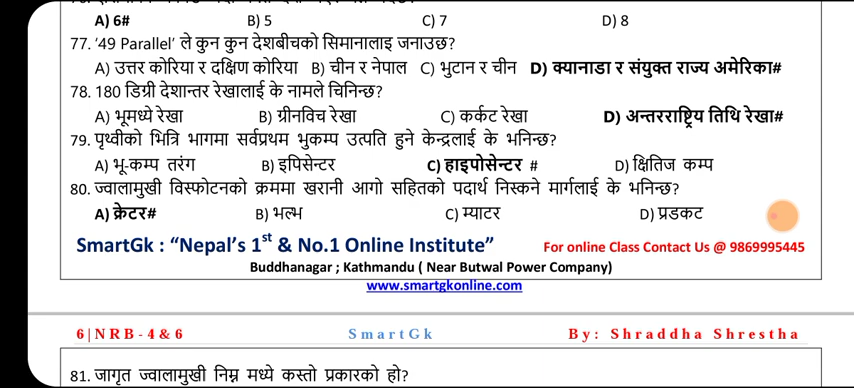 A) 6# B) 5 C) 7 D) 8
77. ‘49 Parallel’ ले कुन कुन देशबीचको सिमानालाइ जनाउछ?
A) उत्तर कोरिया र दक्षिण कोरिया B) चीन र नेपाल C) भुटान र चीन D) क्यानाडा र संयुक्त राज्य अमेरिका#
78. 180 डिग्री देशान्तर रेखालाई के नामले चिनिन्छ?
A) भूमध्ये रेखा B) ग्रीनविच रेखा C) कर्कट रेखा D) अन्तरराष्ट्रिय तिथि रेखा#
79. पृथ्वीको भित्रि भागमा सर्वप्रथम भुकम्प उत्पति हुने केन्द्रलाई के भनिन्छ?
A) भू-कम्प तरंग B) इपिसेन्टर C) हाइपोसेन्टर # D) क्षितिज कम्प
80. ज्वालामुखी विस्फोटनको क्रममा खरानी आगो सहितको पदार्थ निस्कने मार्गलाई के भनिन्छ?
A) क्रेटर# B) भल्भ C) म्याटर D) प्रडकट
SmartGk : “Nepal’s 1st & No.1 Online Institute” For online Class Contact Us @ 9869995445
Buddhanagar ; Kathmandu ( Near Butwal Power Company)
www.smartgkonline.com
6|NRB-4&6 SmartGk By: Shraddha Shrestha
81. जागृत ज्वालामुखी निम्न मध्ये कस्तो प्रकारको हो?